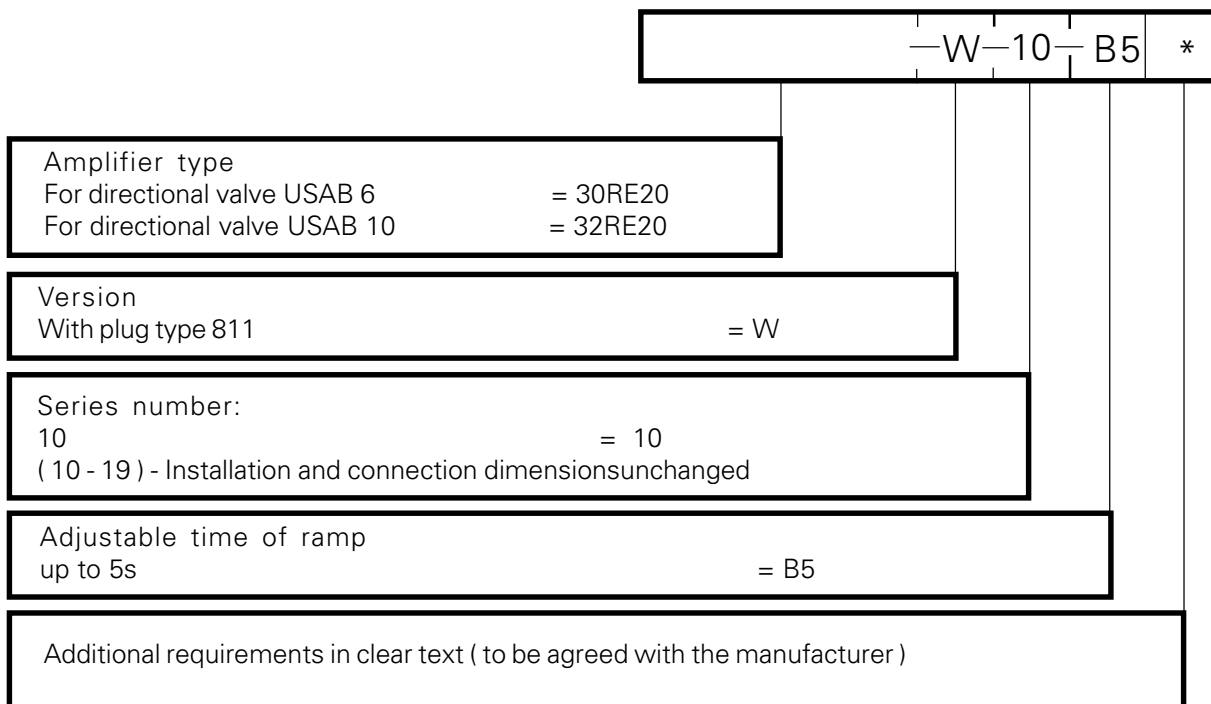 —W—10— B5 *
Amplifier type
For directional valve USAB 6 = 30RE20
For directional valve USAB 10 = 32RE20
Version
With plug type 811 = W
Series number:
10 = 10
( 10 - 19 ) - Installation and connection dimensionsunchanged
Adjustable time of ramp
up to 5s = B5
Additional requirements in clear text ( to be agreed with the manufacturer )